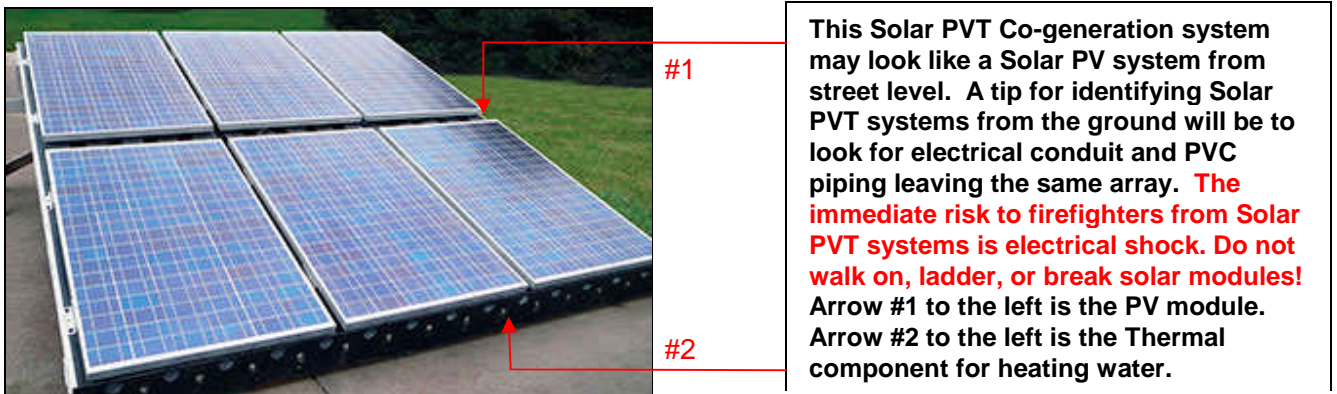 #1
#2
This Solar PVT Co-generation system
may look like a Solar PV system from
street level.  A tip for identifying Solar
PVT systems from the ground will be to
look for electrical conduit and PVC
piping leaving the same array.  The
immediate risk to firefighters from Solar
PVT systems is electrical shock. Do not
walk on, ladder, or break solar modules!
Arrow #1 to the left is the PV module.
Arrow #2 to the left is the Thermal
component for heating water.